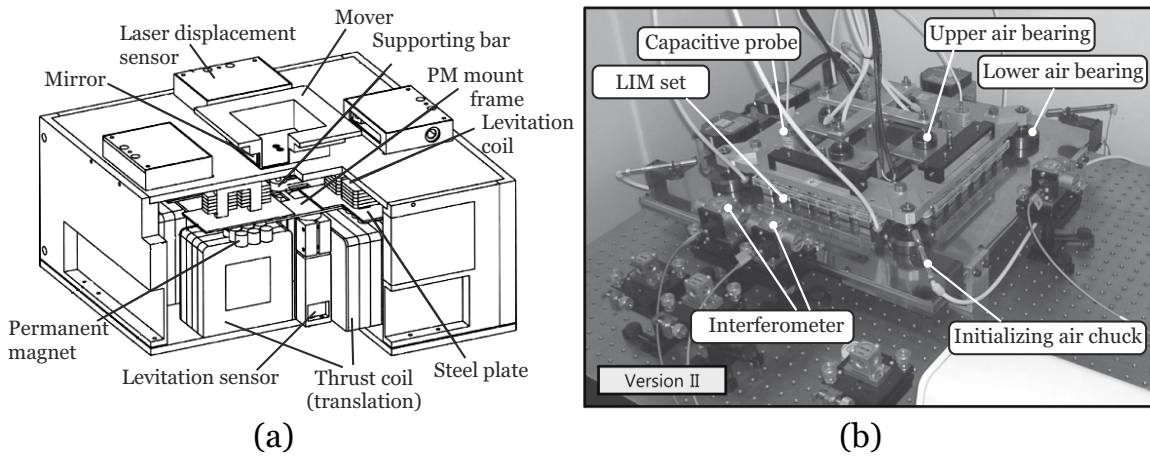 (a)
Mover
Laser displacement
sensor
Supporting bar
Mirror
PM mount
frame
Levitation
coil
Permanent
magnet
Levitation sensor
Thrust coil
(translation)
Steel plate
(b)
Capacitive probe
Upper air bearing
LIM set
Lower air bearing
Interferometer
Initializing air chuck
Version II
(a)
(b)